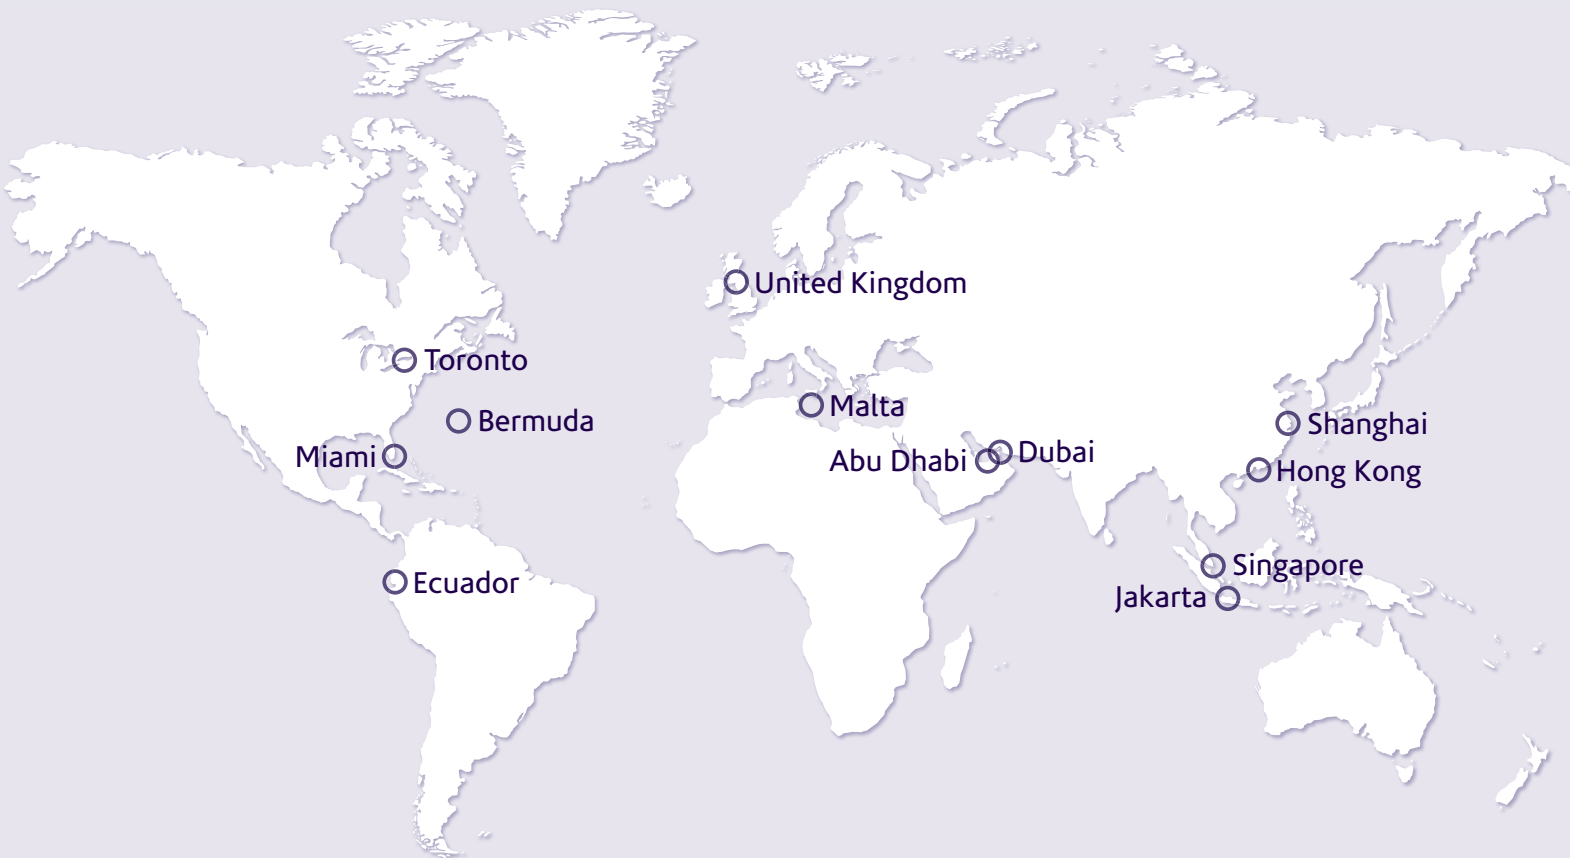 United Kingdom
Toronto
Malta
Bermuda
Shanghai
Miami
Abu Dhabi
Dubai
Hong Kong
Singapore
Ecuador
Jakarta